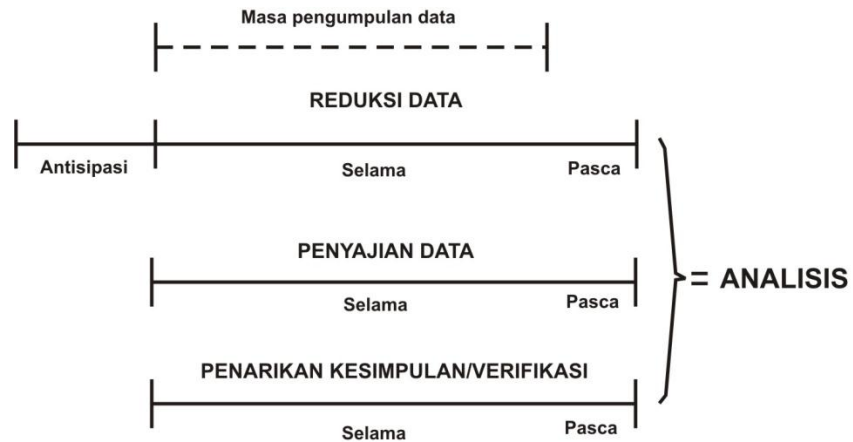 Masa pengumpulan data
REDUKSI DATA
Antisipasi Selama Pasca
PENYAJIAN DATA
= ANALISIS
Selama Pasca
PENARIKAN KESIMPULAN/VERIFIKASI
Selama Pasca